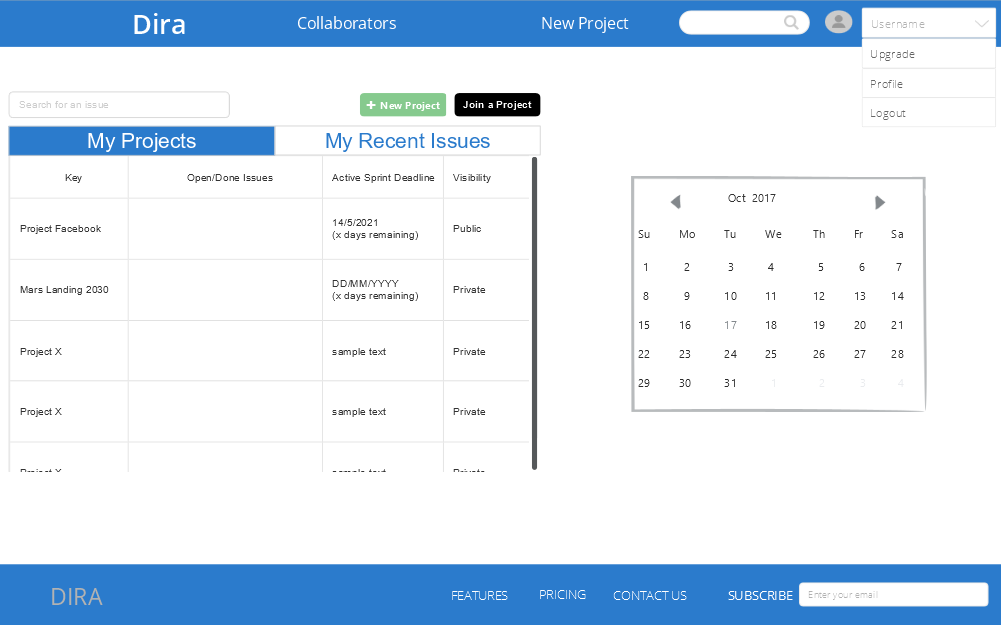 Dira Collaborators New Project
Username
Upgrade
Profile
Logout
Search for an issue
+ New Project
Join a Project
My Projects My Recent Issues
Key Open/Done Issues Active Sprint Deadline Visibility
Project Facebook 14/5/2021 Public
(x days remaining)
Mars Landing 2030 DD/MM/YYYY Private
(x days remaining)
Project X sample text Private
Project X sample text Private
Project X sample text Private
Oct 2017
Su Mo Tu We Th Fr Sa
1 2 3 4 5 6 7
8 9 10 11 12 13 14
15 16 17 18 19 20 21
22 23 24 25 26 27 28
29 30 31 1 2 3 4
DIRA FEATURES PRICING CONTACT US SUBSCRIBE Enter your email